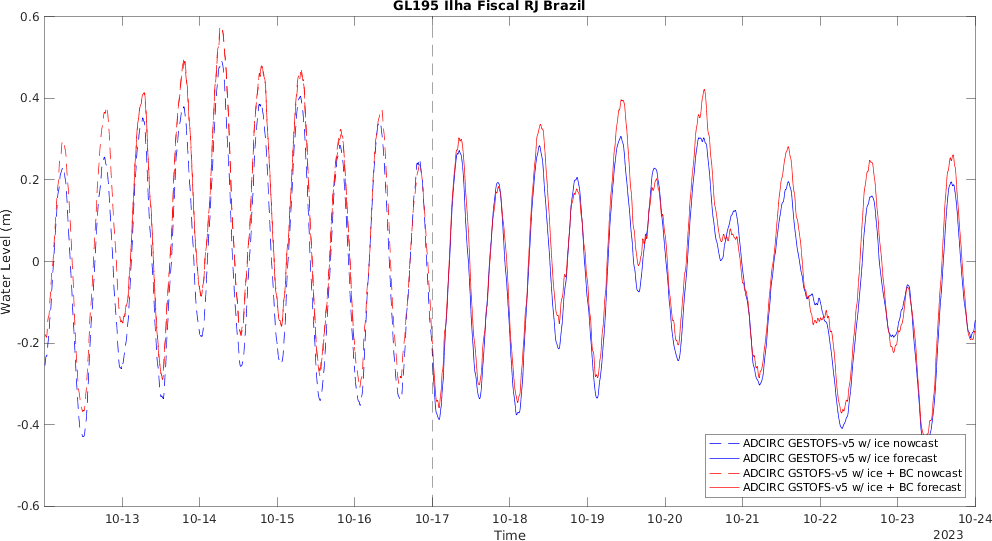 GL195 Ilha Fiscal RJ Brazil
0.6
0.4
0.2
0
-0.2
-0.4
-0.6
Water Level (m)
ADCIRC GESTOFS-v5 w/ ice nowcast
ADCIRC GESTOFS-v5 w/ ice forecast
ADCIRC GSTOFS-v5 w/ ice + BC nowcast
ADCIRC GSTOFS-v5 w/ ice + BC forecast
10-13 10-14 10-15 10-16 10-17 10-18 10-19 10-20 10-21 10-22 10-23 10-24
Time 2023